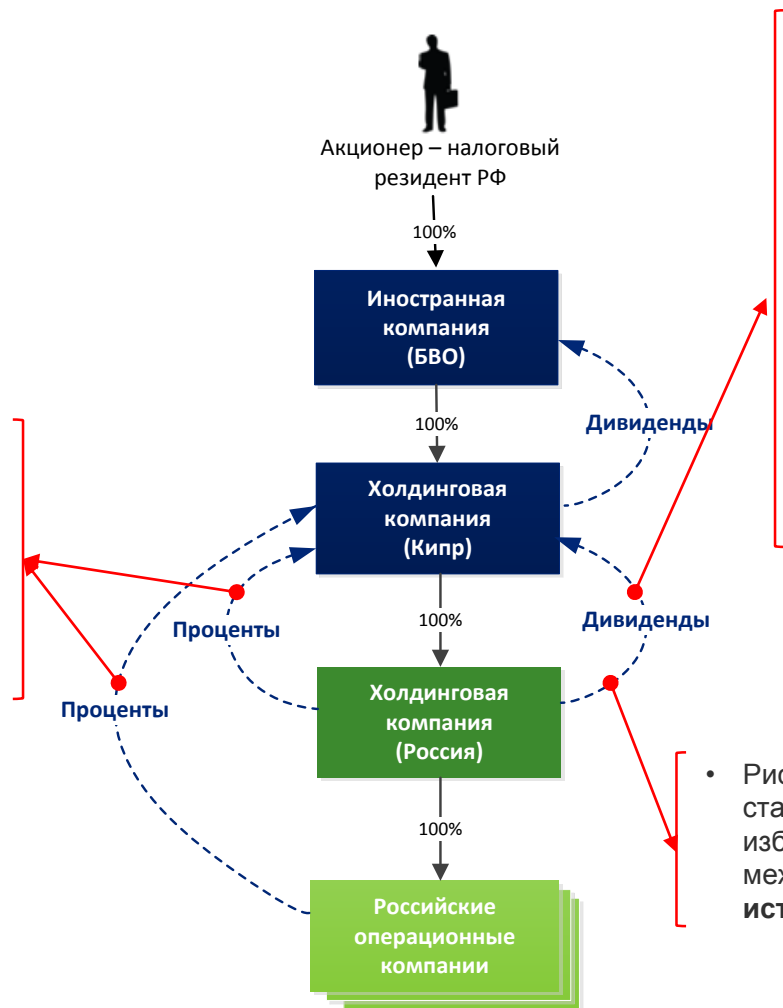 Акционер – налоговый
резидент РФ
100%
Иностранная
компания
(БВО)
100%
Дивиденды
Холдинговая
компания
(Кипр)
Проценты
100%
Дивиденды
Проценты
Холдинговая
компания
(Россия)
100%
Российские
операционные
компании
•